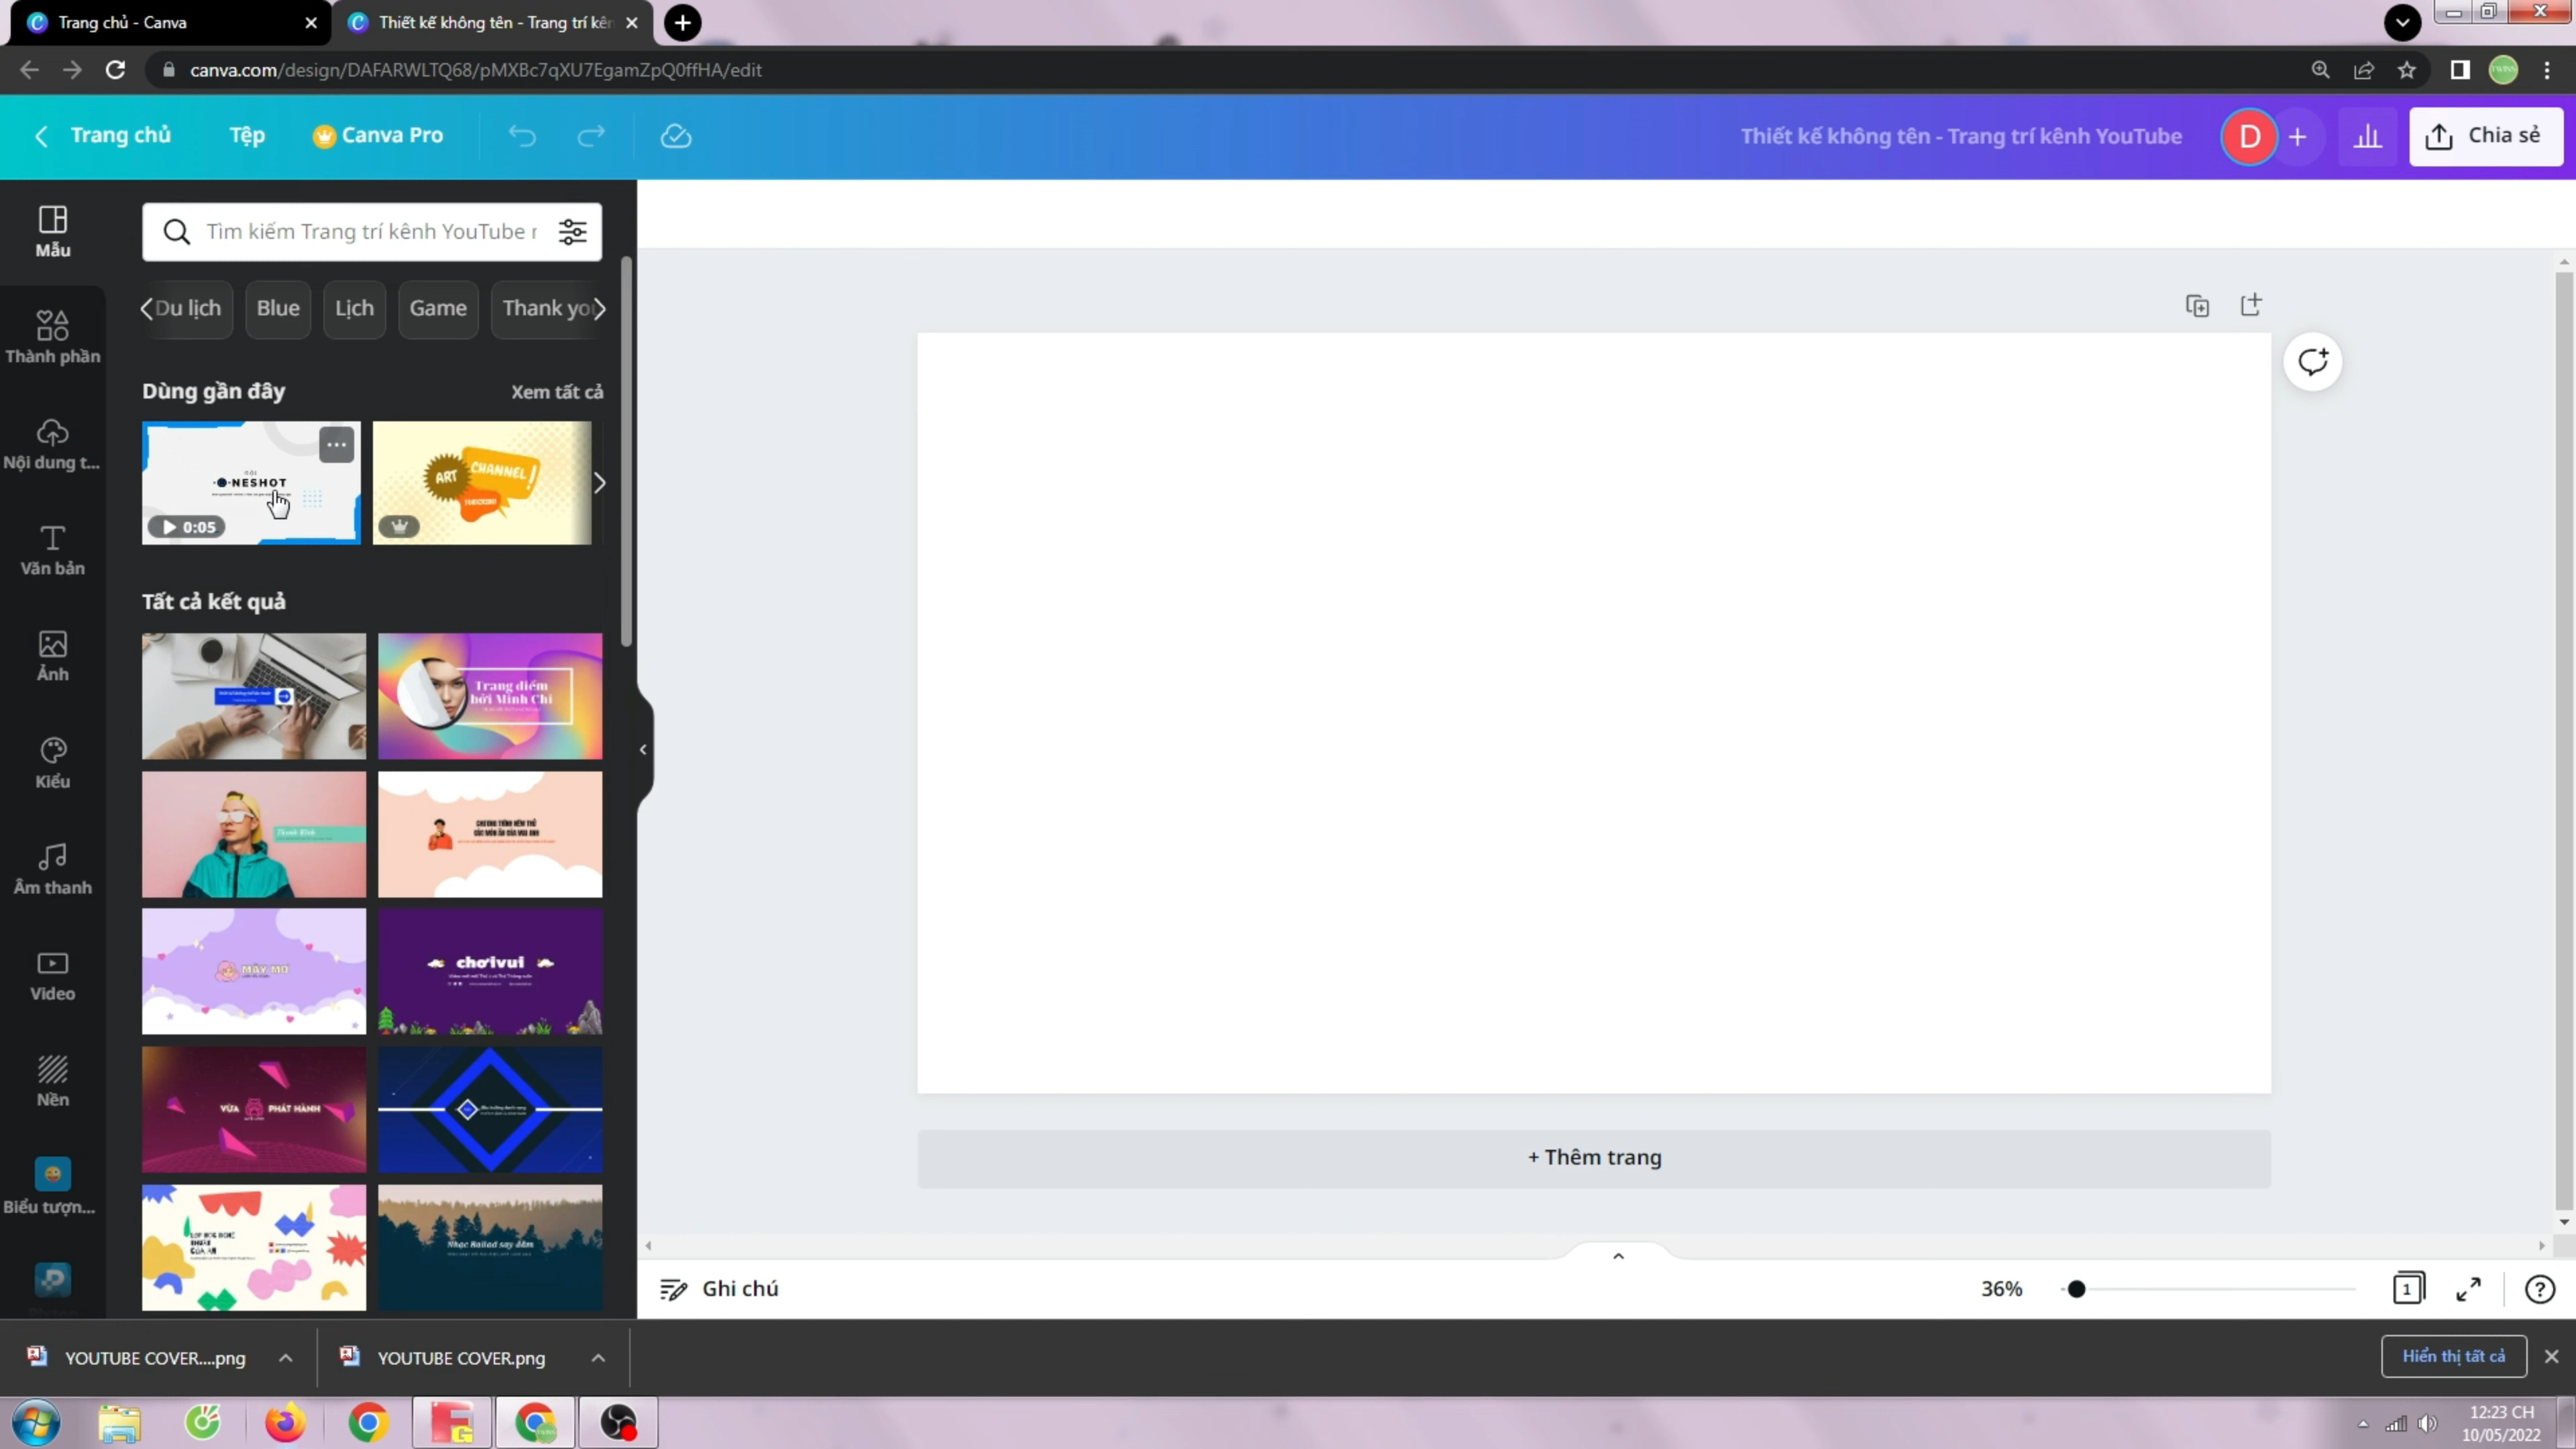 Trang chủ - Canva
Thiết kế không tên - Trang trí kên
canva.com/design/DAFARWLTQ68/pMXBc7qXU7EgamZpQ0ffHA/edit
Trang chủ
Tệp
Canva Pro
Thiết kế không tên - Trang trí kênh YouTube
D
Chia sẻ
Mẫu
Thành phần
Nội dung t...
Văn bản
Ảnh
Kiểu
Âm thanh
Video
Nền
Biểu tượn...
Tìm kiếm Trang trí kênh YouTube r
Du lịch
Blue
Lịch
Game
Thank you
Dùng gần đây
Xem tất cả
NESHOT
0:05
ART
CHANNEL!
Tất cả kết quả
Trang điểm
bởi Minh Chi
MÂY MƠ
chơivui
VỪA
PHÁT HÀNH
Nhạc Ballad say đắm
+ Thêm trang
Ghi chú
36%
1
YOUTUBE COVER....png
YOUTUBE COVER.png
Hiển thị tất cả
12:23 CH
10/05/2022